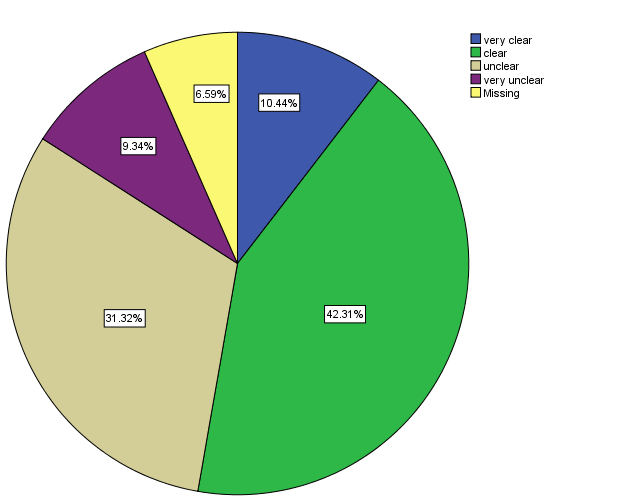 very clear
clear
unclear
very unclear
Missing
6.59%
10.44%
9.34%
31.32%
42.31%